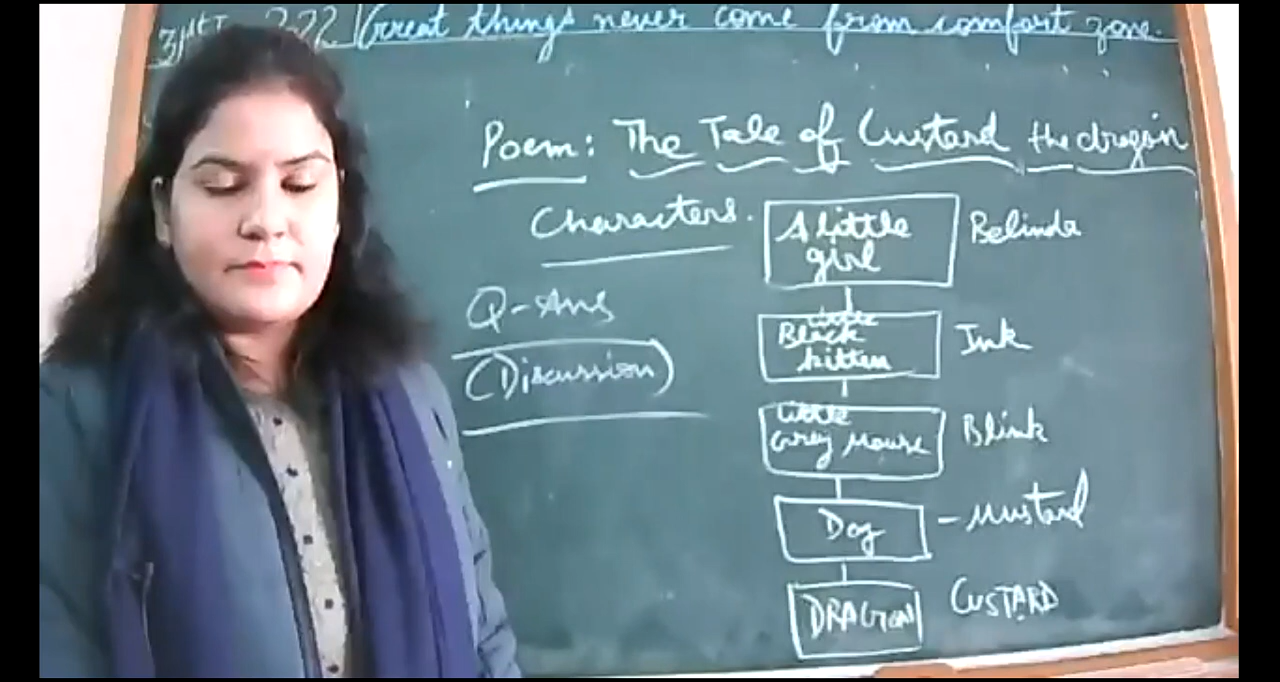 Great things never come from comfort zone.
Poem: The Tale of Custard the dragon
Characters.
A little girl
Belinda
little
Black
kitten
Ink
Q-Ans
(Discussion)
little
Grey Mouse
Blink
Dog
- Mustard
DRAGON
CUSTARD